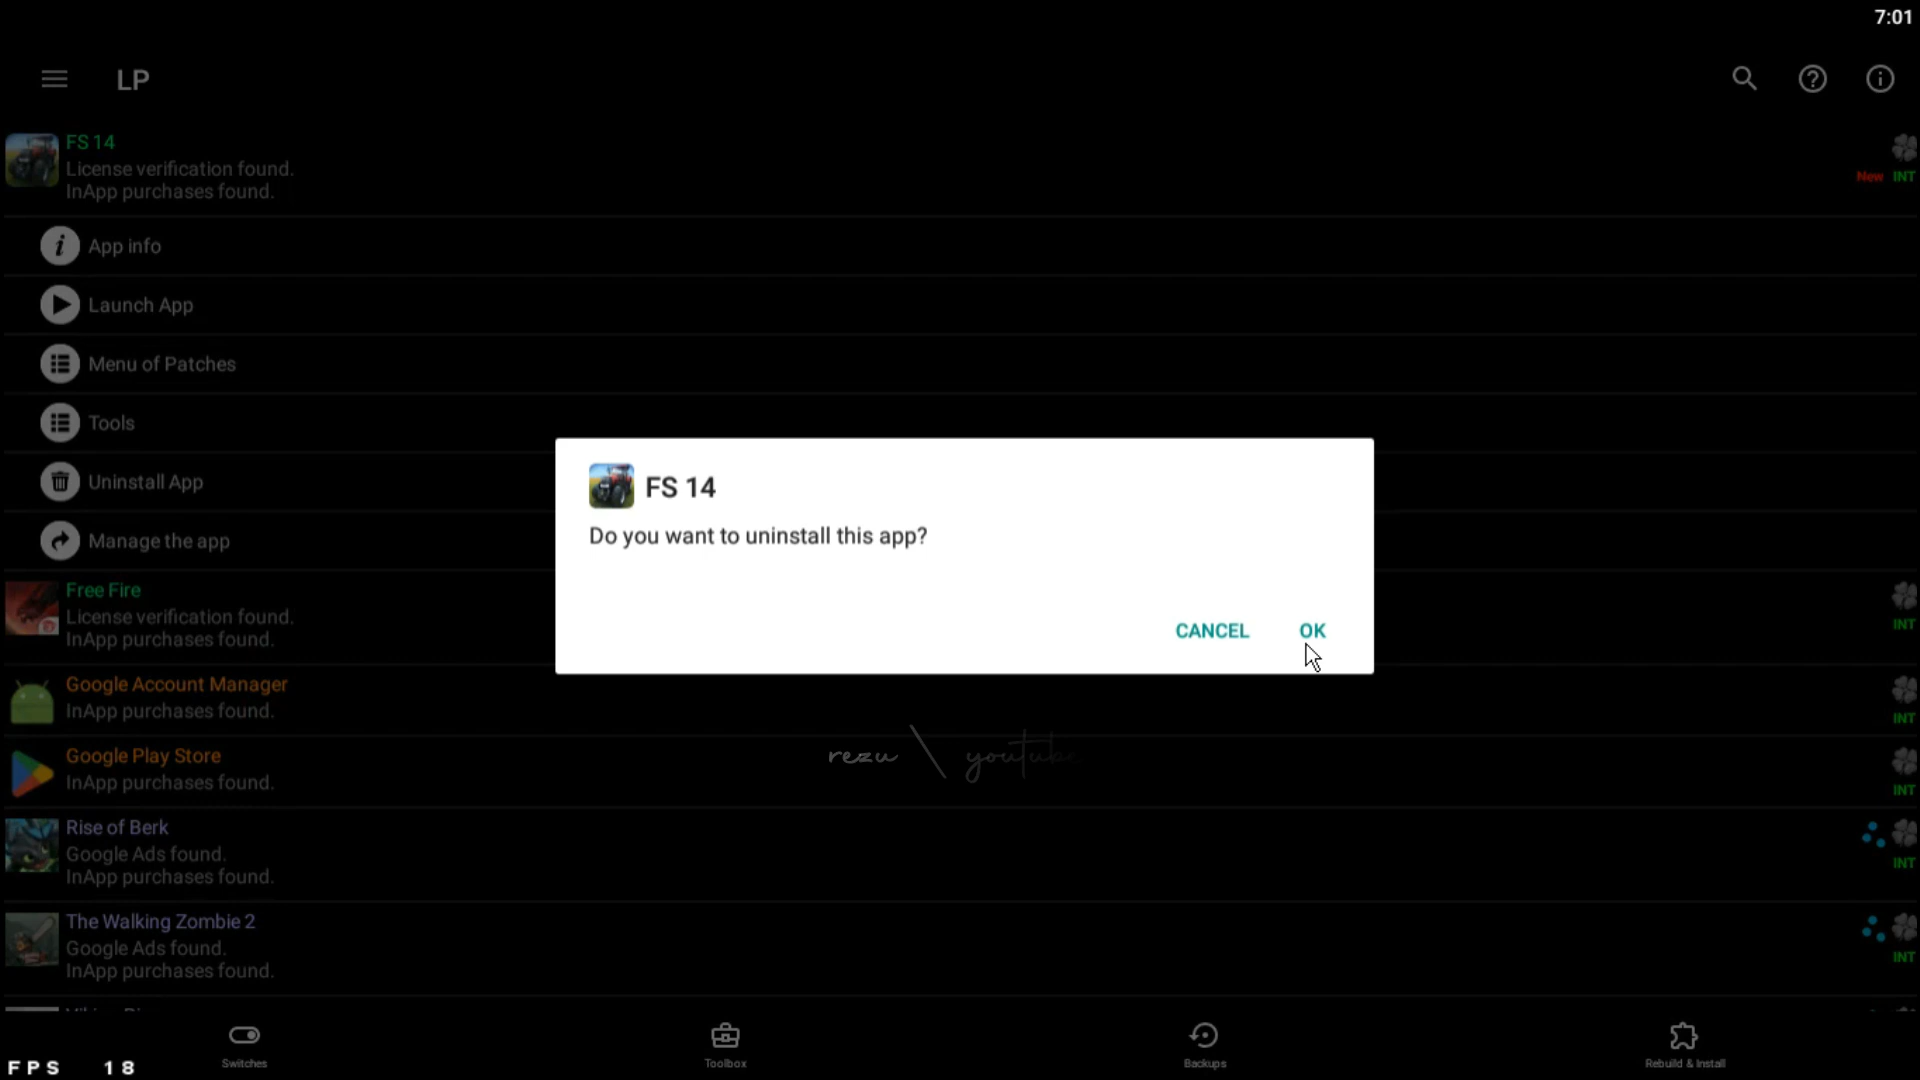 7:01
LP
FS 14
License verification found.
InApp purchases found.
New INT
App info
Launch App
Menu of Patches
Tools
Uninstall App
Manage the app
FS 14
Do you want to uninstall this app?
CANCEL OK
Free Fire
License verification found.
InApp purchases found.
INT
Google Account Manager
InApp purchases found.
INT
rezu \ youtube
Google Play Store
InApp purchases found.
INT
Rise of Berk
Google Ads found.
InApp purchases found.
INT
The Walking Zombie 2
Google Ads found.
InApp purchases found.
INT
Switches
Toolbox
Backups
Rebuild & Install
FPS 18